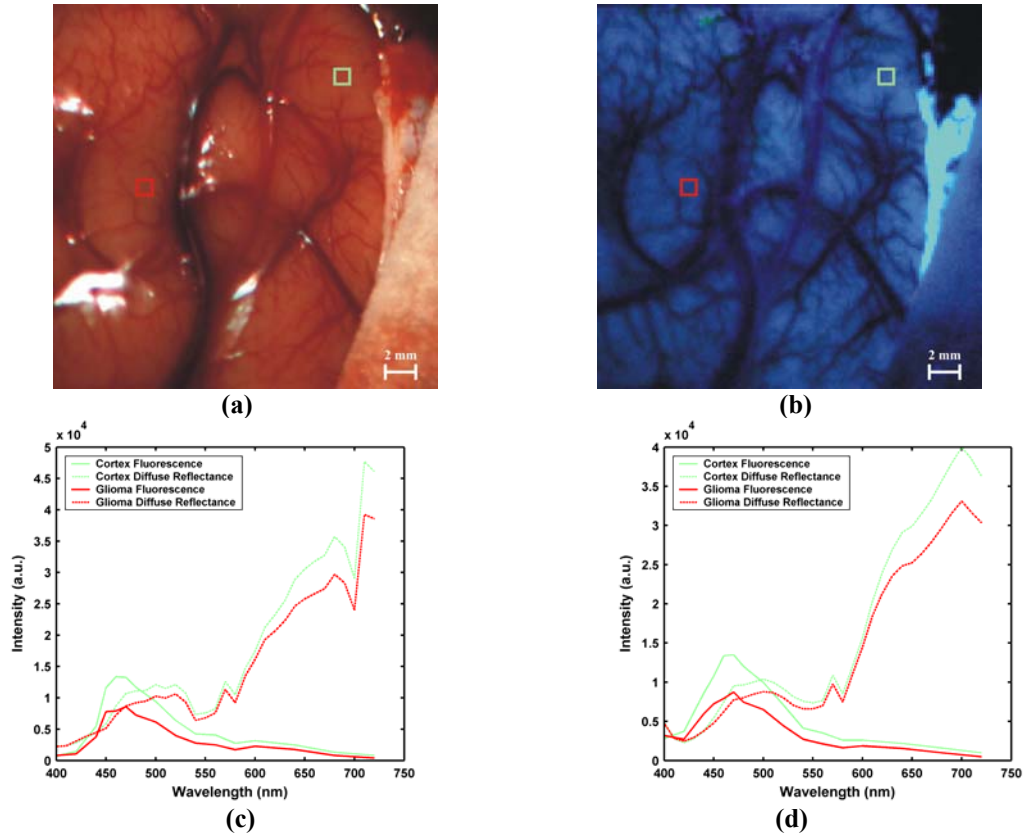 2 mm
2 mm
(a)
(b)
x 10^4
5
4.5
4
3.5
3
2.5
2
1.5
1
0.5
0
400 450 500 550 600 650 700 750
Intensity (a.u.)
Wavelength (nm)
Cortex Fluorescence
Cortex Diffuse Reflectance
Glioma Fluorescence
Glioma Diffuse Reflectance
(c)
x 10^4
4
3.5
3
2.5
2
1.5
1
0.5
0
400 450 500 550 600 650 700 750
Intensity (a.u.)
Wavelength (nm)
Cortex Fluorescence
Cortex Diffuse Reflectance
Glioma Fluorescence
Glioma Diffuse Reflectance
(d)